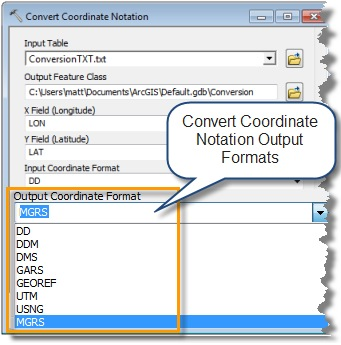 Convert Coordinate Notation
Input Table
ConversionTXT.txt
Output Feature Class
C:\Users\matt\Documents\ArcGIS\Default.gdb\Conversion
X Field (Longitude)
LON
Y Field (Latitude)
LAT
Input Coordinate Format
DD
Convert Coordinate
Notation Output
Formats
Output Coordinate Format
MGRS
DD
DDM
DMS
GARS
GEOREF
UTM
USNG
MGRS